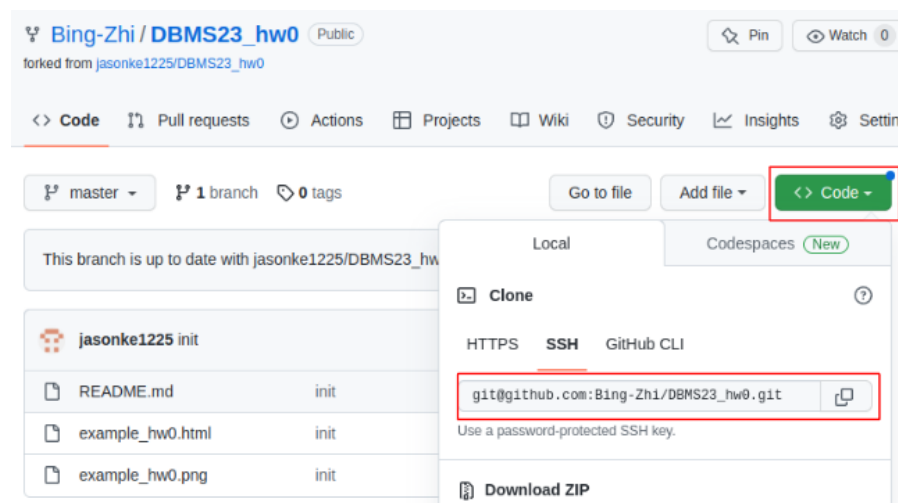 Bing-Zhi / DBMS23_hw0 Public
Pin
Watch 0
forked from jasonke1225/DBMS23_hw0
Code Pull requests Actions Projects Wiki Security Insights Settin
master 1 branch 0 tags Go to file Add file <> Code
This branch is up to date with jasonke1225/DBMS23_hw
jasonke1225 init
README.md init
example_hw0.html init
example_hw0.png init
Local Codespaces New
Clone
HTTPS SSH GitHub CLI
git@github.com:Bing-Zhi/DBMS23_hw0.git
Use a password-protected SSH key.
Download ZIP